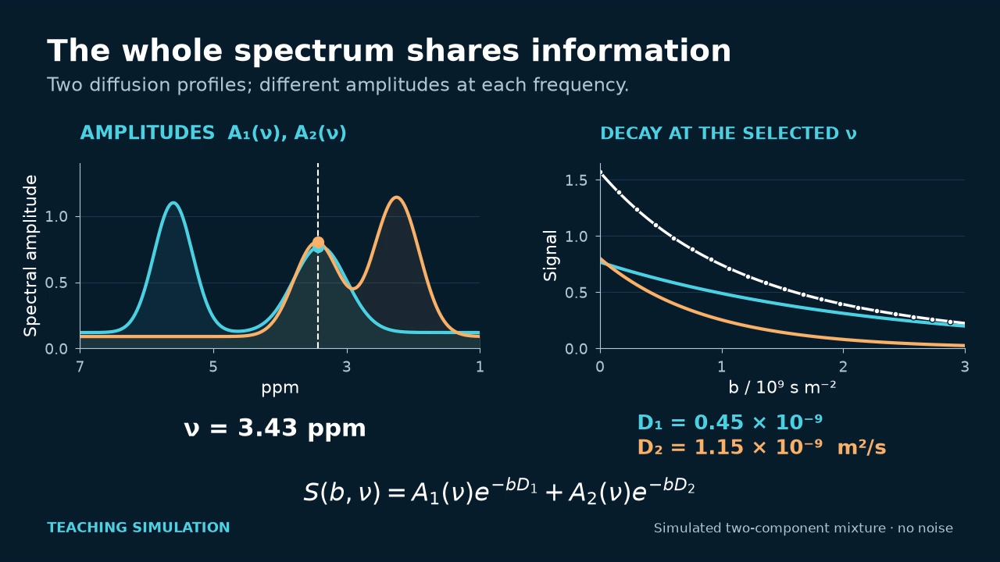 The whole spectrum shares information
Two diffusion profiles; different amplitudes at each frequency.
AMPLITUDES A₁(ν), A₂(ν)
Spectral amplitude
1.0
0.5
0.0
7 5 3 1
ppm
ν = 3.43 ppm
DECAY AT THE SELECTED ν
Signal
1.5
1.0
0.5
0.0
0 1 2 3
b / 10⁹ s m⁻²
D₁ = 0.45 × 10⁻⁹
D₂ = 1.15 × 10⁻⁹ m²/s
S(b, ν) = A₁(ν)e^{−bD₁} + A₂(ν)e^{−bD₂}
TEACHING SIMULATION
Simulated two-component mixture · no noise